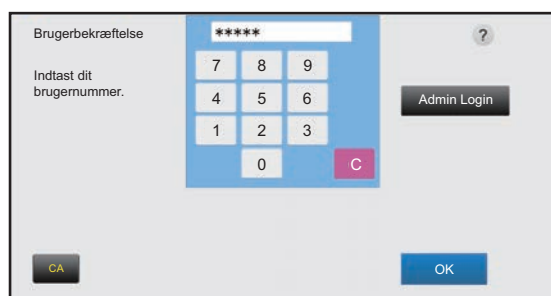 Brugerbekræftelse
*****
?
Indtast dit
brugernummer.
7 8 9
4 5 6
1 2 3
0 C
Admin Login
CA
OK